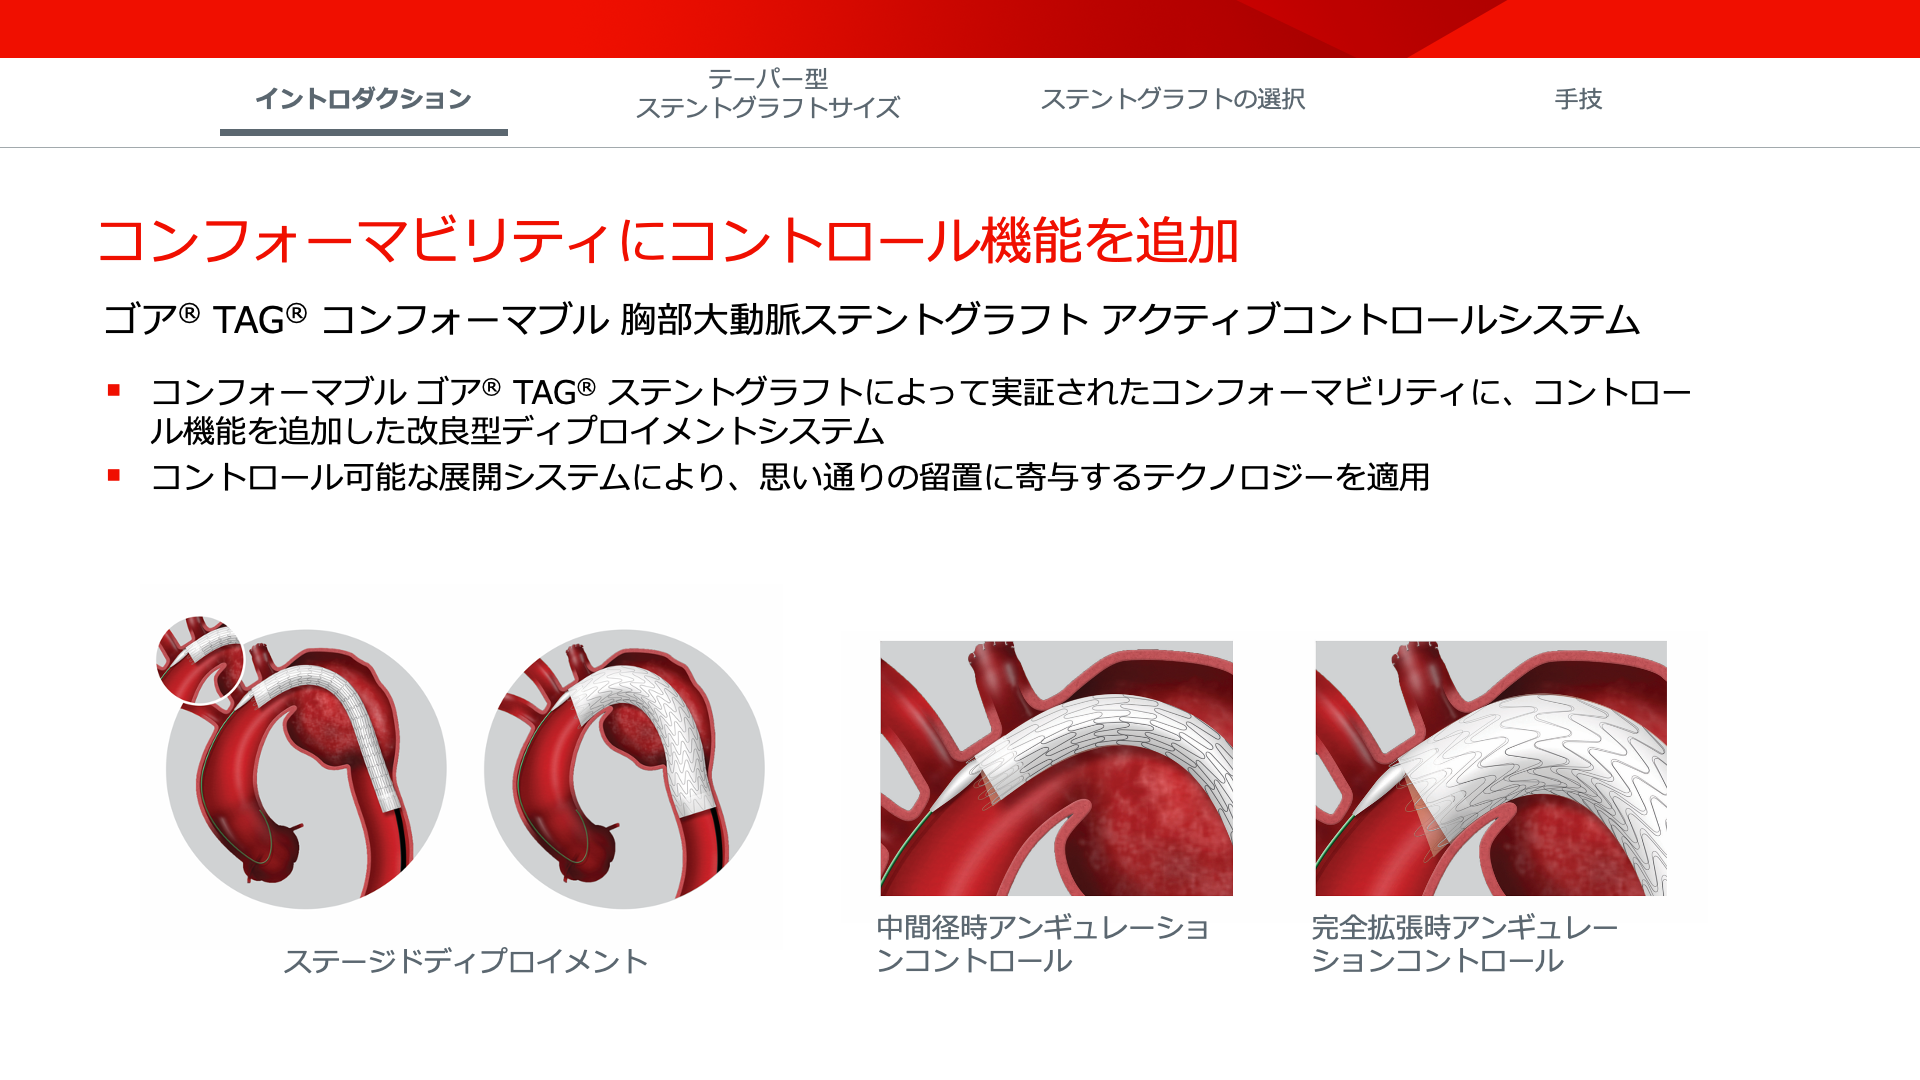 イントロダクション
テーパー型
ステントグラフトサイズ
ステントグラフトの選択
手技
コンフォーマビリティにコントロール機能を追加
ゴア® TAG® コンフォーマブル 胸部大動脈ステントグラフト アクティブコントロールシステム
▪ コンフォーマブル ゴア® TAG® ステントグラフトによって実証されたコンフォーマビリティに、コントロー
ル機能を追加した改良型ディプロイメントシステム
▪ コントロール可能な展開システムにより、思い通りの留置に寄与するテクノロジーを適用
ステージドディプロイメント
中間径時アンギュレーショ
ンコントロール
完全拡張時アンギュレー
ションコントロール